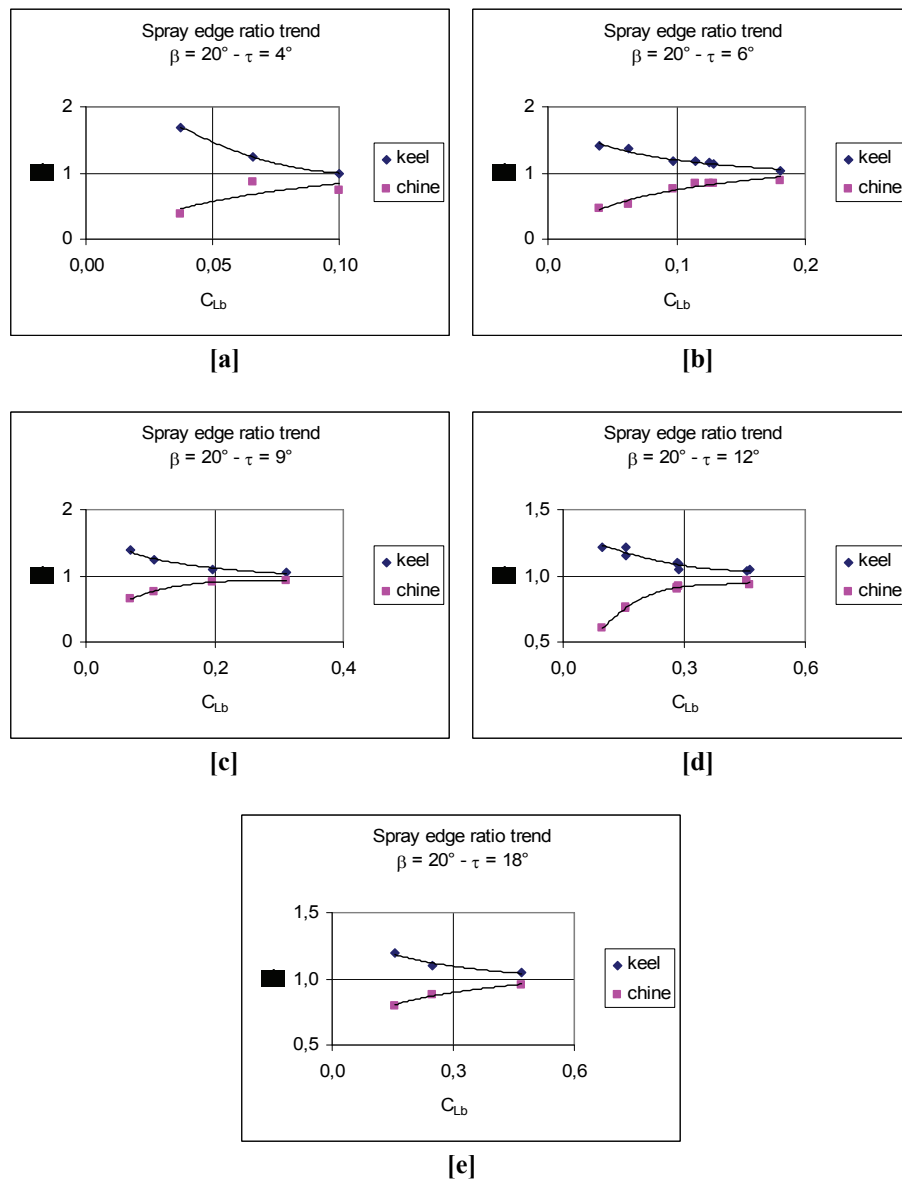 Spray edge ratio trend
β = 20° - τ = 4°
2
1
0
0,00
0,05
0,10
C_Lb
keel
chine
[a]
Spray edge ratio trend
β = 20° - τ = 6°
2
1
0
0,0
0,1
0,2
C_Lb
keel
chine
[b]
Spray edge ratio trend
β = 20° - τ = 9°
2
1
0
0,0
0,2
0,4
C_Lb
keel
chine
[c]
Spray edge ratio trend
β = 20° - τ = 12°
1,5
1,0
0,5
0,0
0,3
0,6
C_Lb
keel
chine
[d]
Spray edge ratio trend
β = 20° - τ = 18°
1,5
1,0
0,5
0,0
0,3
0,6
C_Lb
keel
chine
[e]